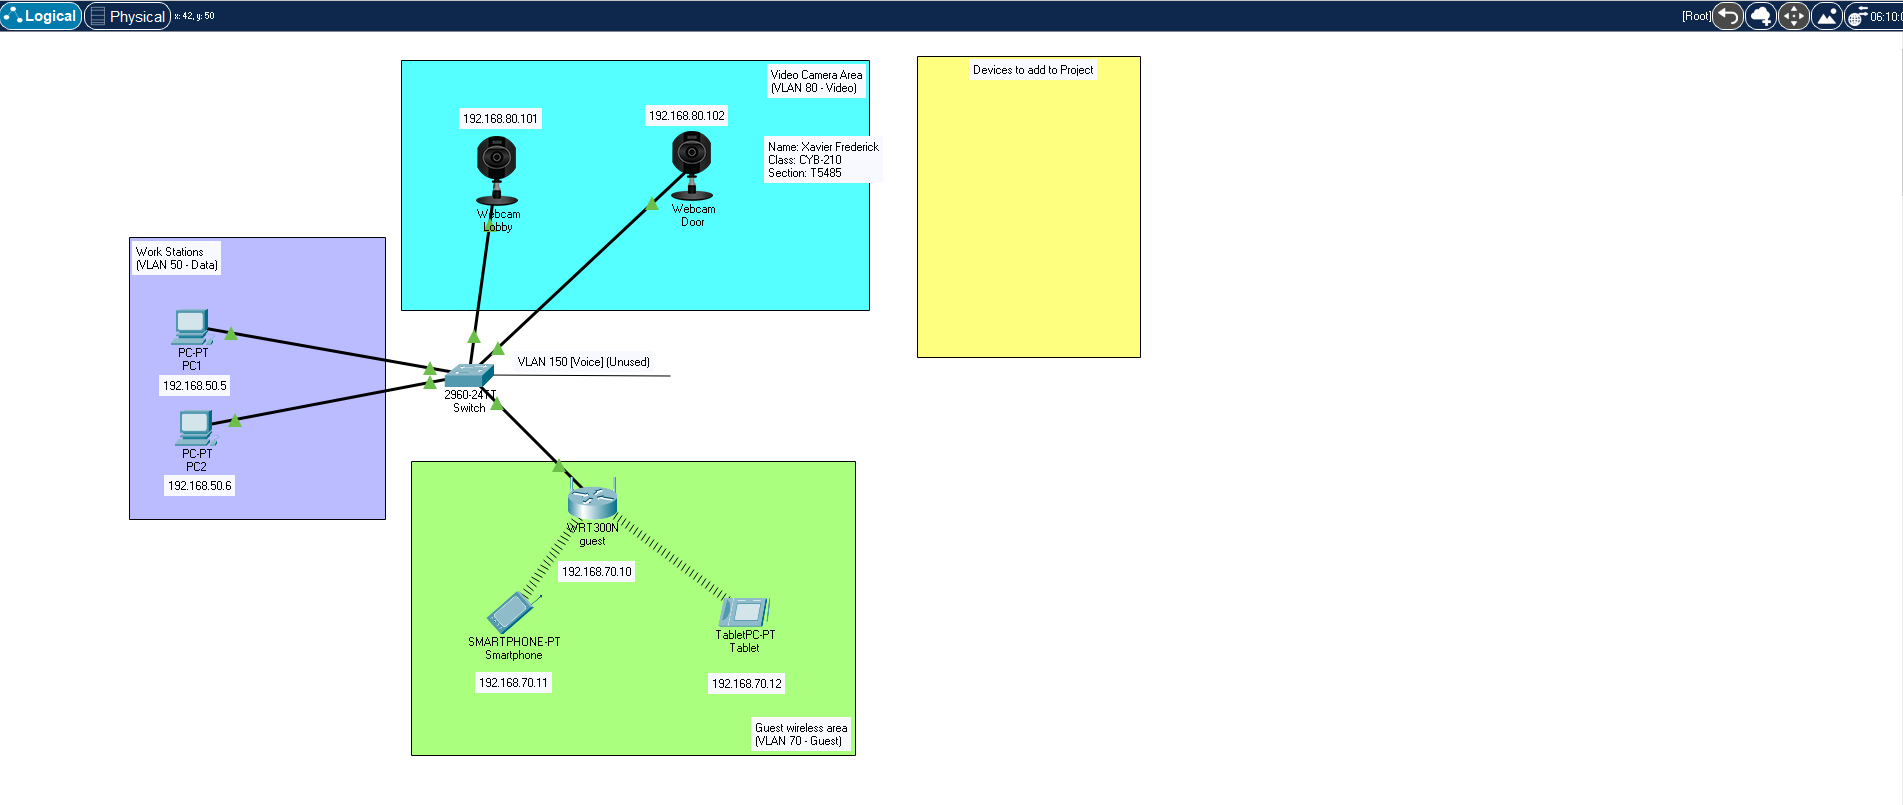 Logical
Physical
x: 42, y: 50
[Root]
Devices to add to Project
Video Camera Area
(VLAN 80 - Video)
192.168.80.101
192.168.80.102
Name: Xavier Frederick
Class: CYB-210
Section: T5485
Webcam
Lobby
Webcam
Door
Work Stations
(VLAN 50 - Data)
PC-PT
PC1
192.168.50.5
PC-PT
PC2
192.168.50.6
VLAN 150 [Voice] (Unused)
2960-24TT
Switch
WRT300N
guest
192.168.70.10
SMARTPHONE-PT
Smartphone
192.168.70.11
TabletPC-PT
Tablet
192.168.70.12
Guest wireless area
(VLAN 70 - Guest)